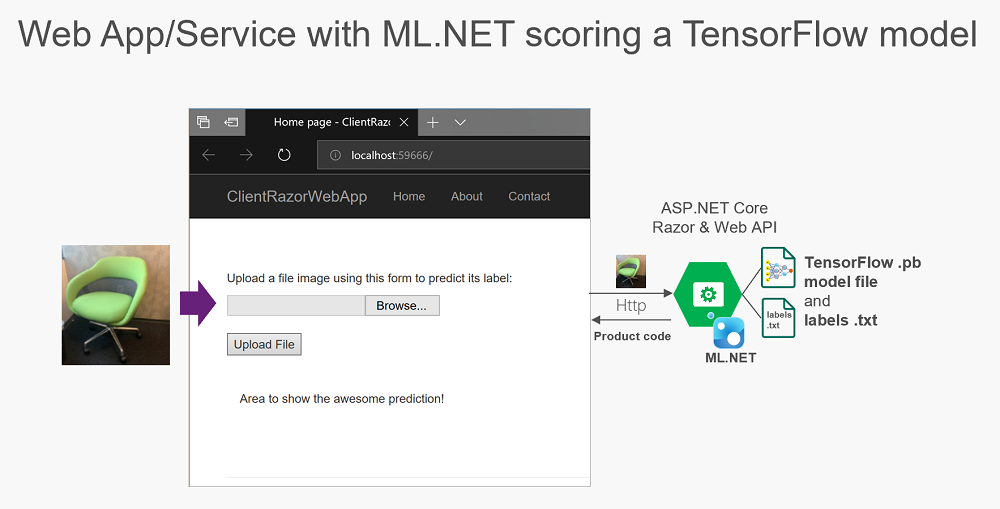 Web App/Service with ML.NET scoring a TensorFlow model
Home page - ClientRazo
localhost:59666/
ClientRazorWebApp Home About Contact
Upload a file image using this form to predict its label:
Browse...
Upload File
Area to show the awesome prediction!
ASP.NET Core
Razor & Web API
Http
Product code
ML.NET
TensorFlow .pb
model file
and
labels .txt
labels
.txt